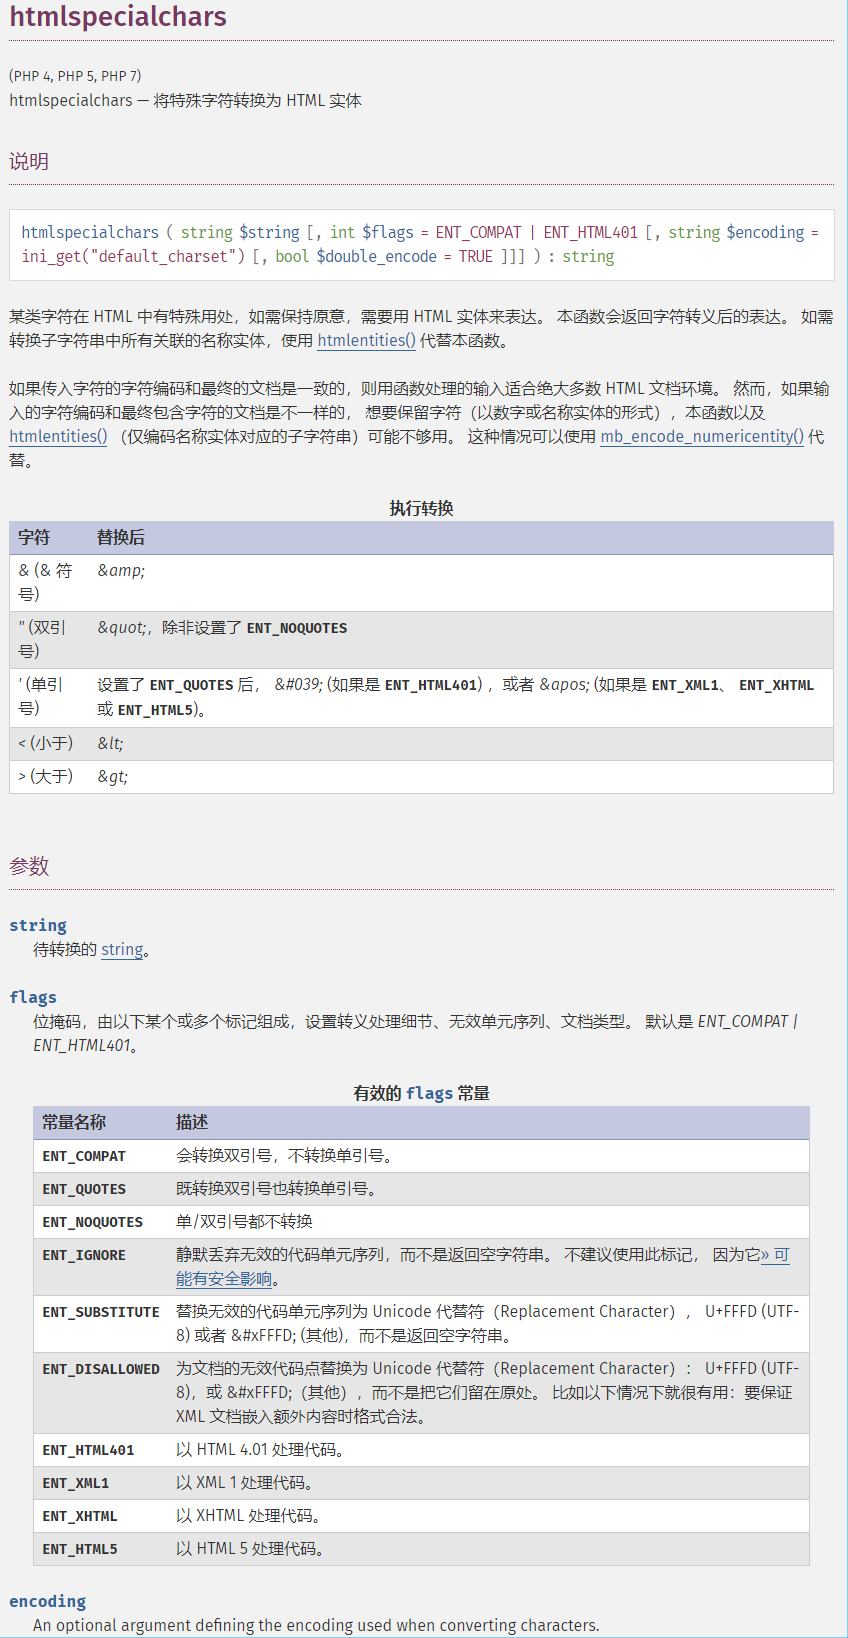 htmlspecialchars
(PHP 4, PHP 5, PHP 7)
htmlspecialchars — 将特殊字符转换为 HTML 实体
说明
htmlspecialchars ( string $string [, int $flags = ENT_COMPAT | ENT_HTML401 [, string $encoding =
ini_get("default_charset") [, bool $double_encode = TRUE ]]] ) : string
某类字符在 HTML 中有特殊用处，如需保持原意，需要用 HTML 实体来表达。 本函数会返回字符转义后的表达。 如需
转换子字符串中所有关联的名称实体，使用 htmlentities() 代替本函数。
如果传入字符的字符编码和最终的文档是一致的，则用函数处理的输入适合绝大多数 HTML 文档环境。 然而，如果输
入的字符编码和最终包含字符的文档是不一样的， 想要保留字符（以数字或名称实体的形式），本函数以及
htmlentities() （仅编码名称实体对应的子字符串）可能不够用。 这种情况可以使用 mb_encode_numericentity() 代
替。
执行转换
字符 替换后
& (& 符 &amp;
号)
" (双引 &quot;，除非设置了 ENT_NOQUOTES
号)
' (单引 设置了 ENT_QUOTES 后， &#039; (如果是 ENT_HTML401) ，或者 &apos; (如果是 ENT_XML1、 ENT_XHTML
号) 或 ENT_HTML5)。
< (小于) &lt;
> (大于) &gt;
参数
string
待转换的 string。
flags
位掩码，由以下某个或多个标记组成，设置转义处理细节、无效单元序列、文档类型。 默认是 ENT_COMPAT |
ENT_HTML401。
有效的 flags 常量
常量名称 描述
ENT_COMPAT 会转换双引号，不转换单引号。
ENT_QUOTES 既转换双引号也转换单引号。
ENT_NOQUOTES 单/双引号都不转换
ENT_IGNORE 静默丢弃无效的代码单元序列，而不是返回空字符串。 不建议使用此标记， 因为它» 可
能有安全影响。
ENT_SUBSTITUTE 替换无效的代码单元序列为 Unicode 代替符（Replacement Character）， U+FFFD (UTF-
8) 或者 &#xFFFD; (其他)，而不是返回空字符串。
ENT_DISALLOWED 为文档的无效代码点替换为 Unicode 代替符（Replacement Character）： U+FFFD (UTF-
8)，或 &#xFFFD;（其他），而不是把它们留在原处。 比如以下情况下就很有用：要保证
XML 文档嵌入额外内容时格式合法。
ENT_HTML401 以 HTML 4.01 处理代码。
ENT_XML1 以 XML 1 处理代码。
ENT_XHTML 以 XHTML 处理代码。
ENT_HTML5 以 HTML 5 处理代码。
encoding
An optional argument defining the encoding used when converting characters.